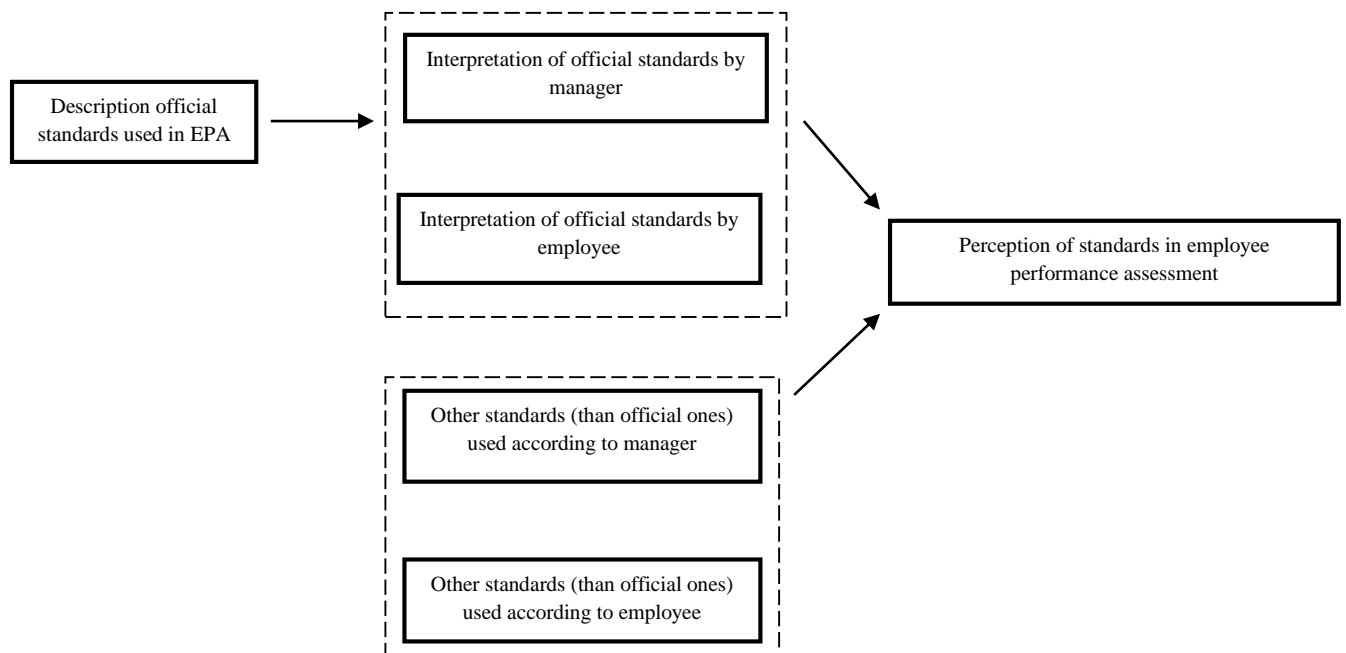 Description official
standards used in EPA
Interpretation of official standards by
manager
Interpretation of official standards by
employee
Perception of standards in employee
performance assessment
Other standards (than official ones)
used according to manager
Other standards (than official ones)
used according to employee